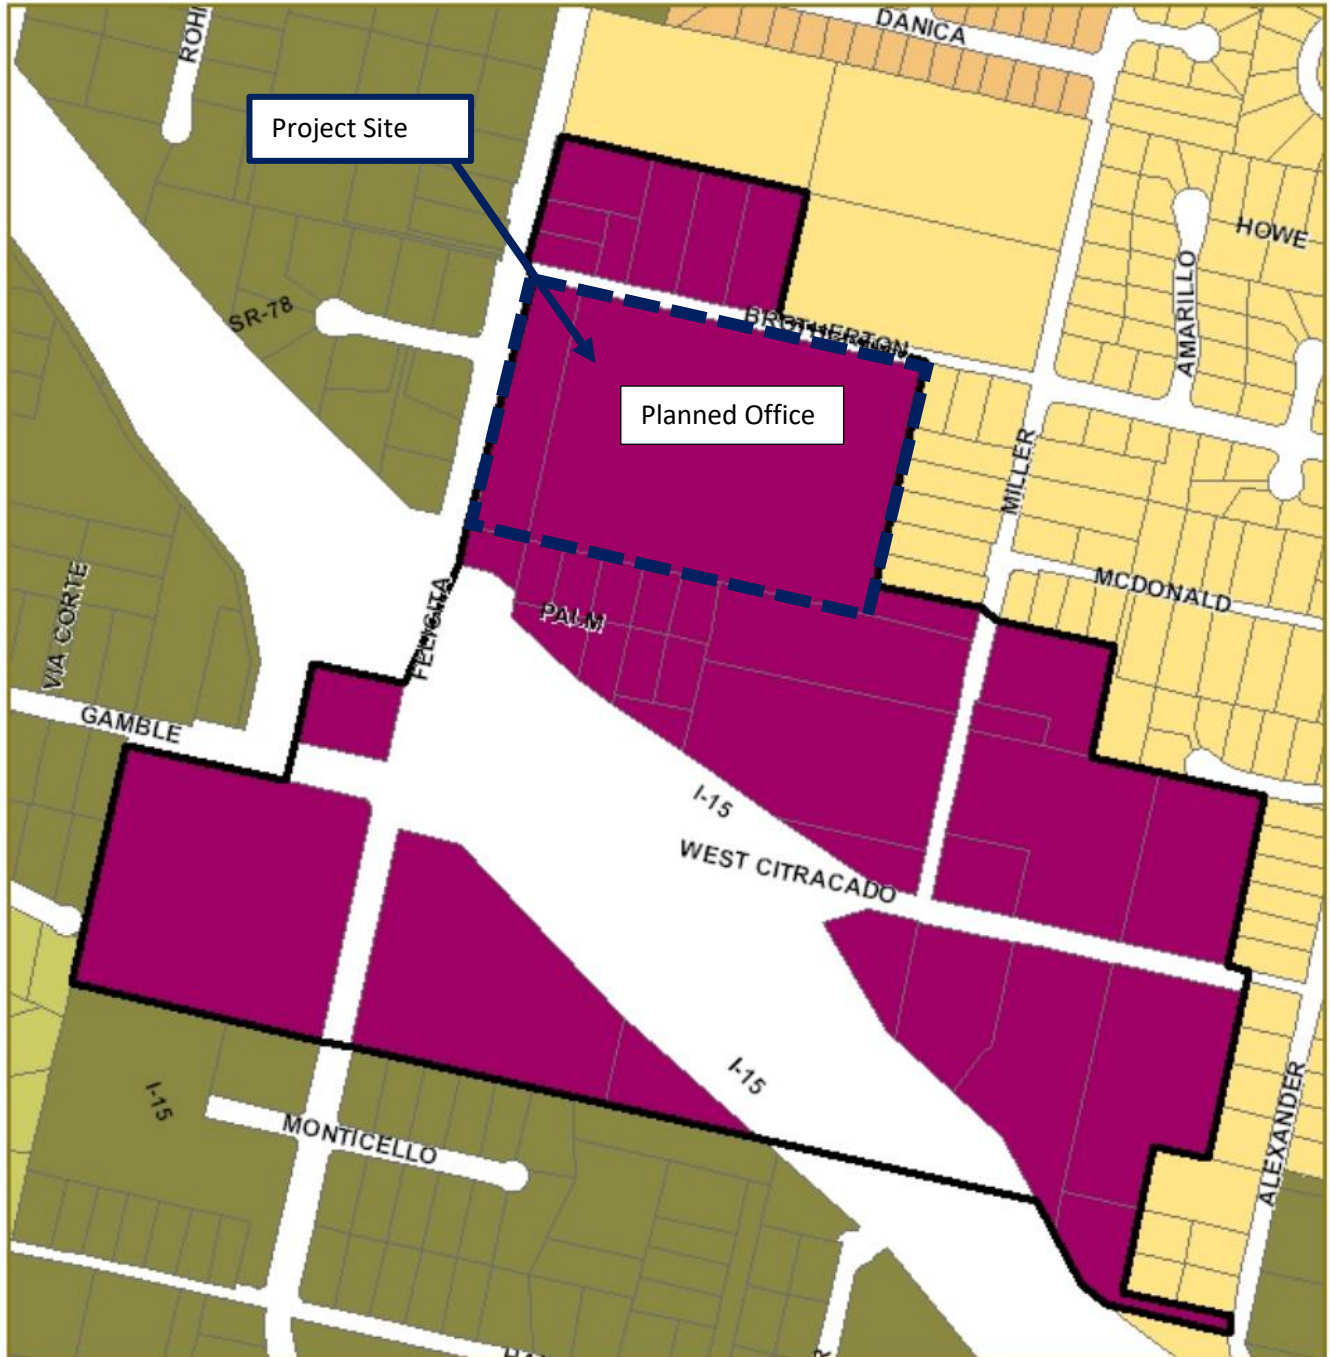 DANICA
ROHI
Project Site
HOWE
AMARILLO
SR-78
BROTHERTON
Planned Office
MILLER
MCDONALD
VIA CORTE
FELICITA
PALM
GAMBLE
I-15
WEST CITRACADO
I-15
I-15
MONTICELLO
ALEXANDER